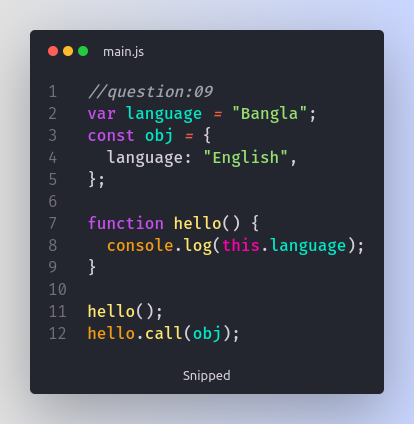 main.js
1 //question:09
2 var language = "Bangla";
3 const obj = {
4   language: "English",
5 };
6
7 function hello() {
8   console.log(this.language);
9 }
10
11 hello();
12 hello.call(obj);
Snipped